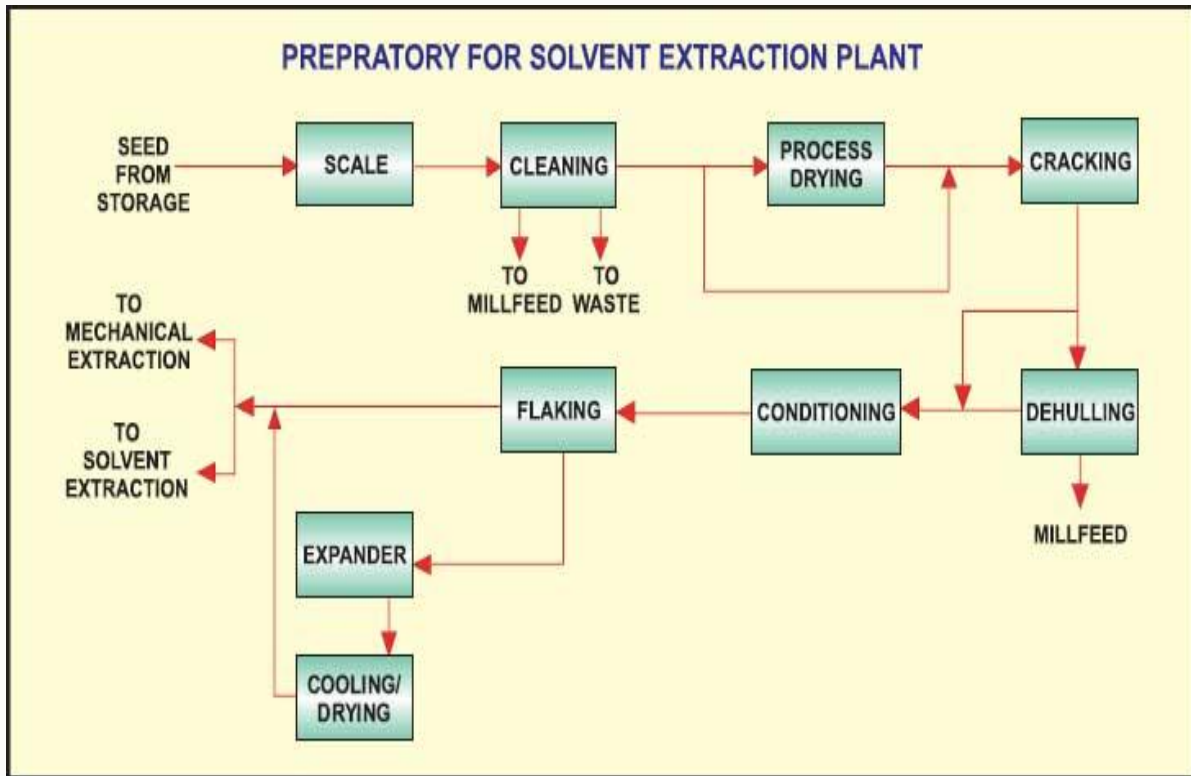 PREPRATORY FOR SOLVENT EXTRACTION PLANT
SEED
FROM
STORAGE
SCALE
CLEANING
PROCESS
DRYING
CRACKING
TO
MILLFEED
TO
WASTE
TO
MECHANICAL
EXTRACTION
FLAKING
CONDITIONING
DEHULLING
TO
SOLVENT
EXTRACTION
MILLFEED
EXPANDER
COOLING/
DRYING